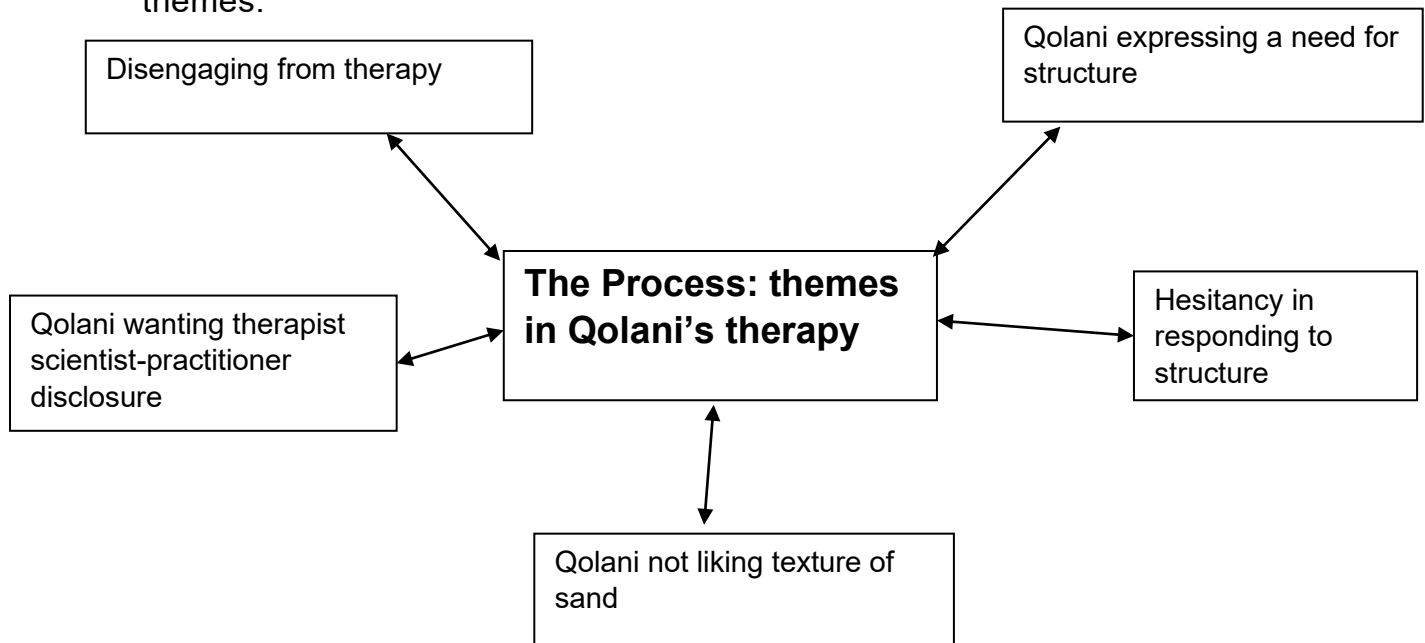 themes:
Disengaging from therapy
Qolani expressing a need for
structure
The Process: themes
in Qolani’s therapy
Qolani wanting therapist
scientist-practitioner
disclosure
Hesitancy in
responding to
structure
Qolani not liking texture of
sand